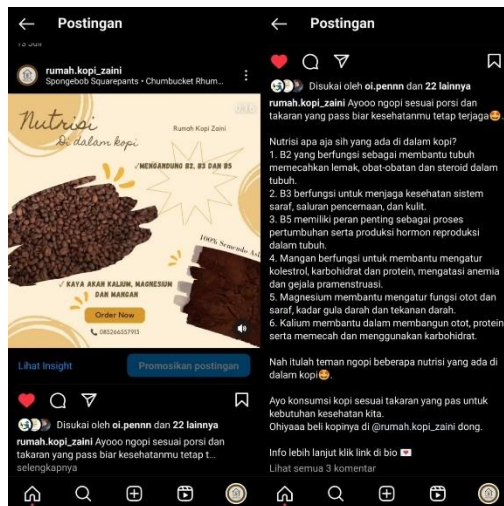 Postingan
rumah.kopi_zaini
Spongebob Squarepants • Chumbucket Rhum...
0:16
Nutrisi
Di dalam kopi
Rumah Kopi Zaini
✓MENGANDUNG B2, B3 DAN B5
100% Semendo Asli
✓ KAYA AKAN KALIUM, MAGNESIUM
DAN MANGAN
Order Now
Lihat Insight
Promosikan postingan
Disukai oleh oi.pennn dan 22 lainnya
rumah.kopi_zaini Ayooo ngopi sesuai porsi dan
takaran yang pass biar kesehatanmu tetap t...
selengkapnya
Postingan
Disukai oleh oi.pennn dan 22 lainnya
rumah.kopi_zaini Ayooo ngopi sesuai porsi dan
takaran yang pass biar kesehatanmu tetap terjaga🤩.
Nutrisi apa aja sih yang ada di dalam kopi?
1. B2 yang berfungsi sebagai membantu tubuh
memecahkan lemak, obat-obatan dan steroid dalam
tubuh.
2. B3 berfungsi untuk menjaga kesehatan sistem
saraf, saluran pencernaan, dan kulit.
3. B5 memiliki peran penting sebagai proses
pertumbuhan serta produksi hormon reproduksi
dalam tubuh.
4. Mangan berfungsi untuk membantu mengatur
kolestrol, karbohidrat dan protein, mengatasi anemia
dan gejala pramenstruasi.
5. Magnesium membantu mengatur fungsi otot dan
saraf, kadar gula darah dan tekanan darah.
6. Kalium membantu dalam membangun otot, protein
serta memecah dan menggunakan karbohidrat.
Nah itulah teman ngopi beberapa nutrisi yang ada di
dalam kopi🤩.
Ayo konsumsi kopi sesuai takaran yang pas untuk
kebutuhan kesehatan kita.
Ohiyaaa beli kopinya di @rumah.kopi_zaini dong.
Info lebih lanjut klik link di bio 💌
Lihat semua 3 komentar